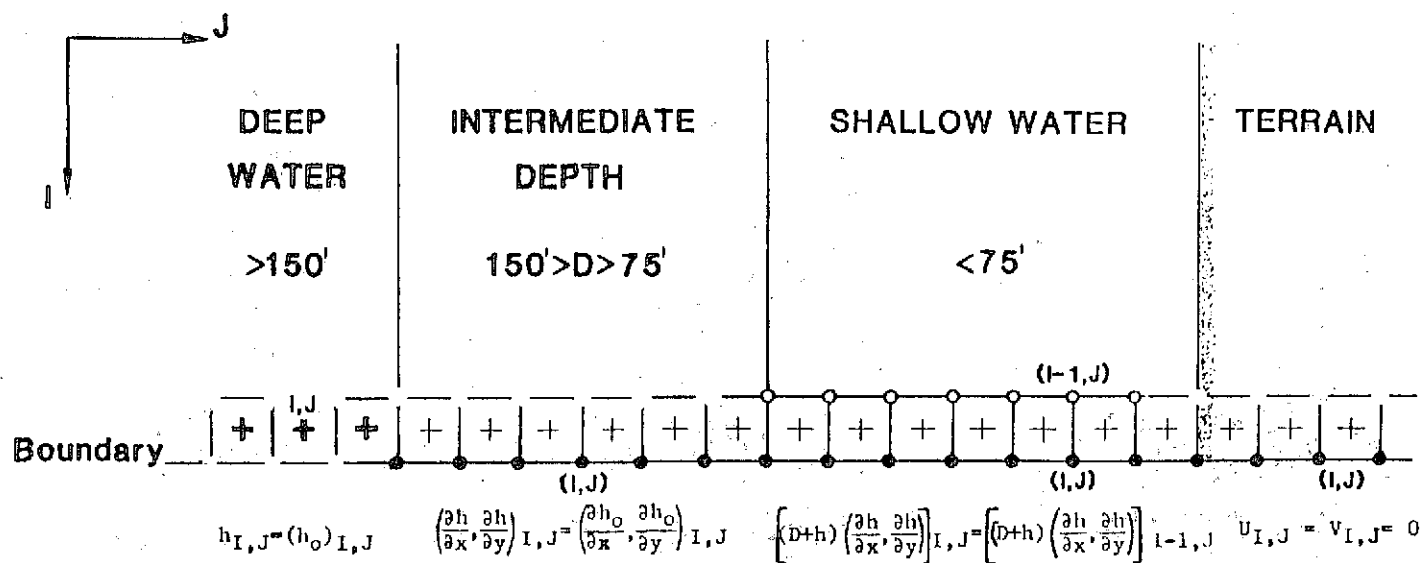 J
I
DEEP
WATER
INTERMEDIATE
DEPTH
SHALLOW WATER
TERRAIN
>150'
150'>D>75'
<75'
(I-1,J)
I,J
Boundary
(I,J)
(I,J)
(I,J)
h_{I,J}=(h_o)_{I,J}
(∂h/∂x,∂h/∂y)_{I,J}=(∂h_o/∂x,∂h_o/∂y)_{I,J}
[(D+h)(∂h/∂x,∂h/∂y)]_{I,J}=[(D+h)(∂h/∂x,∂h/∂y)]_{I-1,J}
U_{I,J} = V_{I,J}= 0